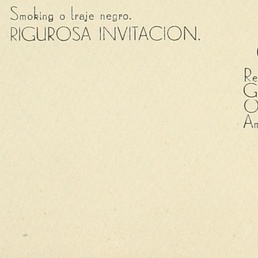 Smoking o traje negro.
RIGUROSA INVITACION.